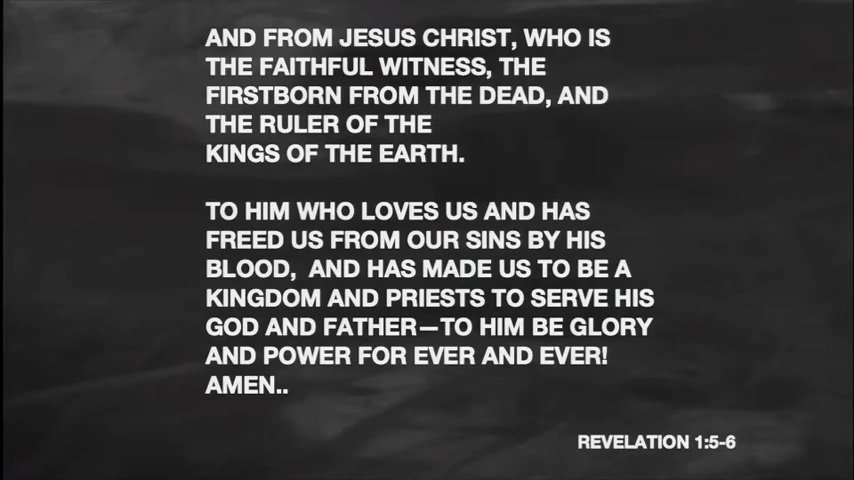 AND FROM JESUS CHRIST, WHO IS
THE FAITHFUL WITNESS, THE
FIRSTBORN FROM THE DEAD, AND
THE RULER OF THE
KINGS OF THE EARTH.
TO HIM WHO LOVES US AND HAS
FREED US FROM OUR SINS BY HIS
BLOOD,  AND HAS MADE US TO BE A
KINGDOM AND PRIESTS TO SERVE HIS
GOD AND FATHER—TO HIM BE GLORY
AND POWER FOR EVER AND EVER!
AMEN..
REVELATION 1:5-6